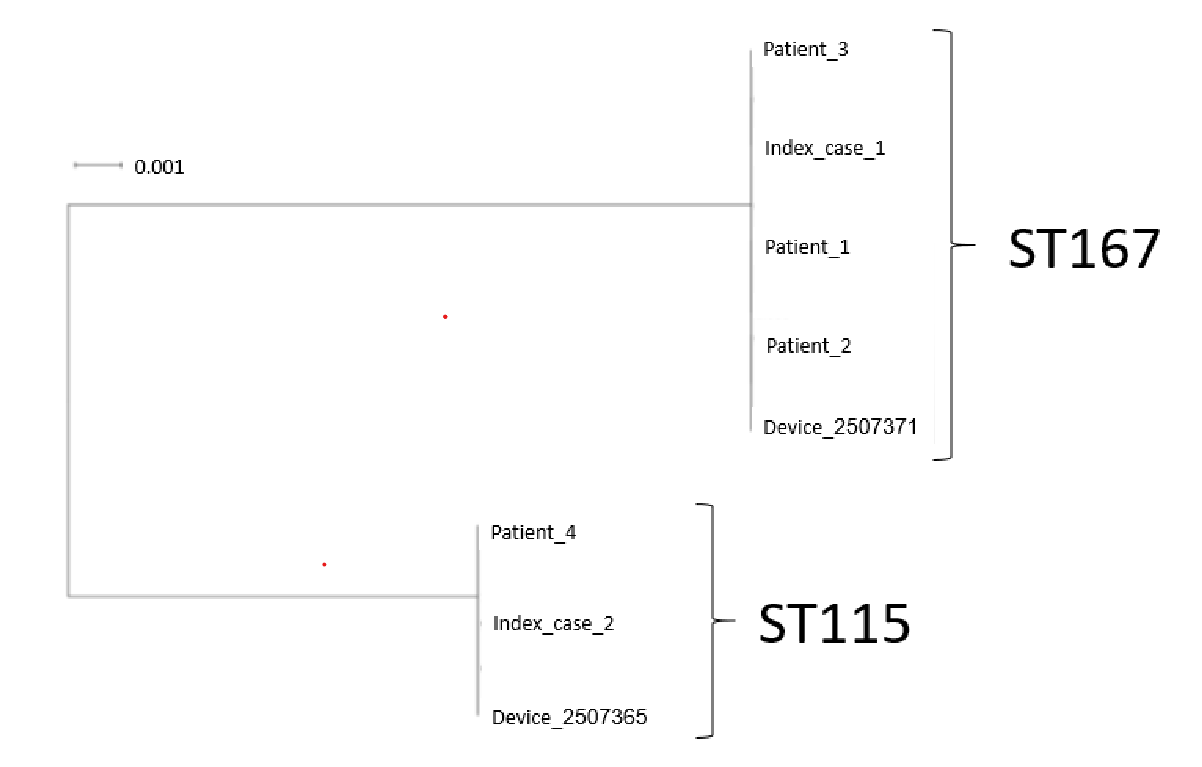 Patient_3
0.001
Index_case_1
Patient_1
ST167
Patient_2
Device_2507371
Patient_4
Index_case_2
ST115
Device_2507365